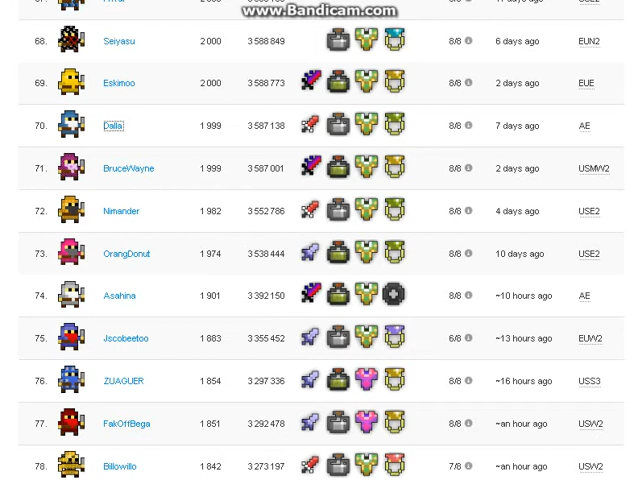 www.Bandicam.com
68. Seiyasu 2 000 3 588 849 8/8 6 days ago EUN2
69. Eskimoo 2 000 3 588 773 8/8 2 days ago EUE
70. Dalla 1 999 3 587 138 8/8 7 days ago AE
71. BruceWayne 1 999 3 587 001 8/8 2 days ago USMW2
72. Nimander 1 982 3 552 786 8/8 4 days ago USE2
73. OrangDonut 1 974 3 538 444 8/8 10 days ago USE2
74. Asahina 1 901 3 392 150 8/8 ~10 hours ago AE
75. Jscobeetoo 1 883 3 355 452 6/8 ~13 hours ago EUW2
76. ZUAGUER 1 854 3 297 336 8/8 ~16 hours ago USS3
77. FakOffBega 1 851 3 292 478 8/8 ~an hour ago USW2
78. Billowillo 1 842 3 273 197 7/8 ~an hour ago USW2